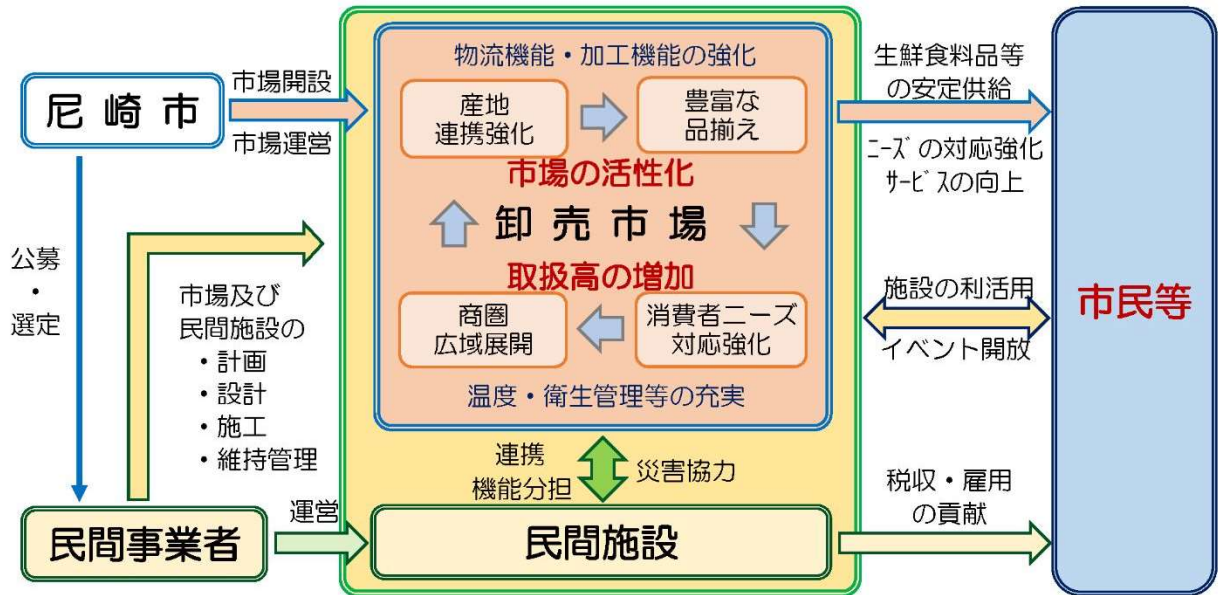 尼崎市
市場開設
市場運営
公募
・
選定
市場及び
民間施設の
・計画
・設計
・施工
・維持管理
民間事業者
運営
物流機能・加工機能の強化
産地
連携強化
豊富な
品揃え
市場の活性化
卸売市場
取扱高の増加
商圏
広域展開
消費者ニーズ
対応強化
温度・衛生管理等の充実
連携
機能分担
災害協力
民間施設
生鮮食料品等
の安定供給
ﾆｰｽﾞの対応強化
ｻｰﾋﾞｽの向上
施設の利活用
イベント開放
税収・雇用
の貢献
市民等